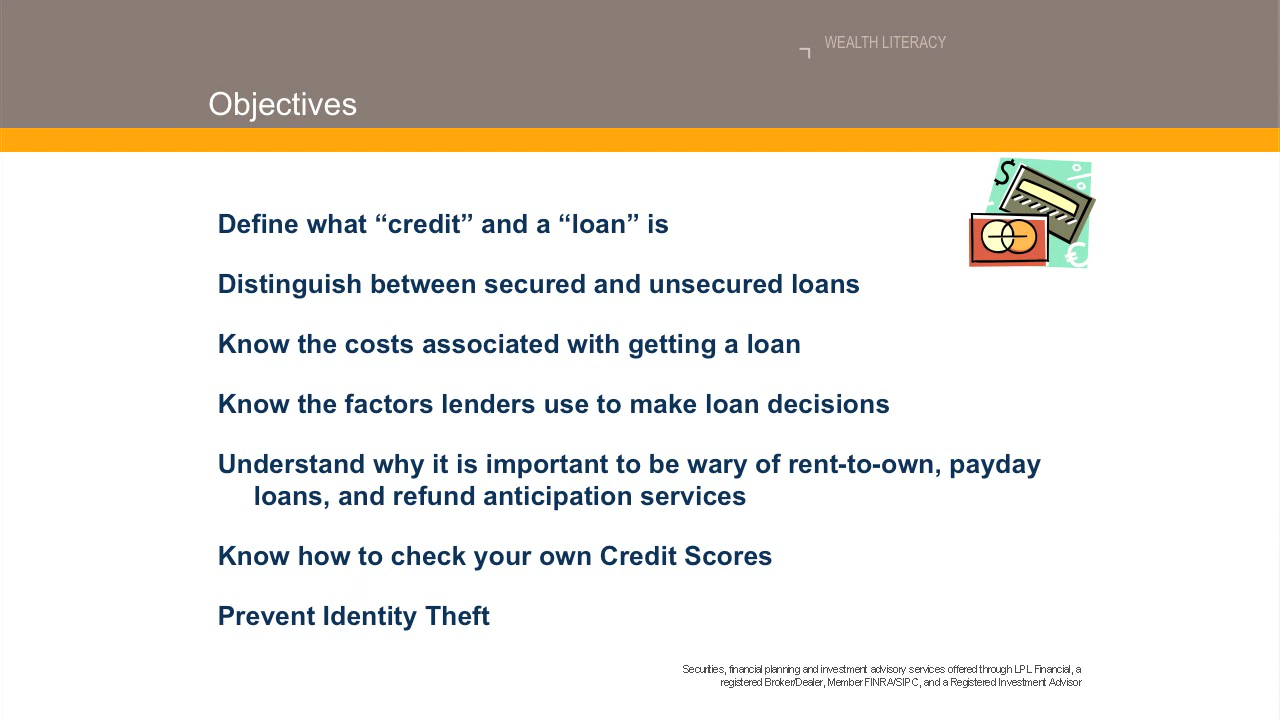 WEALTH LITERACY
Objectives
$
%
€
Define what “credit” and a “loan” is
Distinguish between secured and unsecured loans
Know the costs associated with getting a loan
Know the factors lenders use to make loan decisions
Understand why it is important to be wary of rent-to-own, payday
loans, and refund anticipation services
Know how to check your own Credit Scores
Prevent Identity Theft
Securities, financial planning and investment advisory services offered through LPL Financial, a
registered Broker/Dealer, Member FINRA/SIPC, and a Registered Investment Advisor